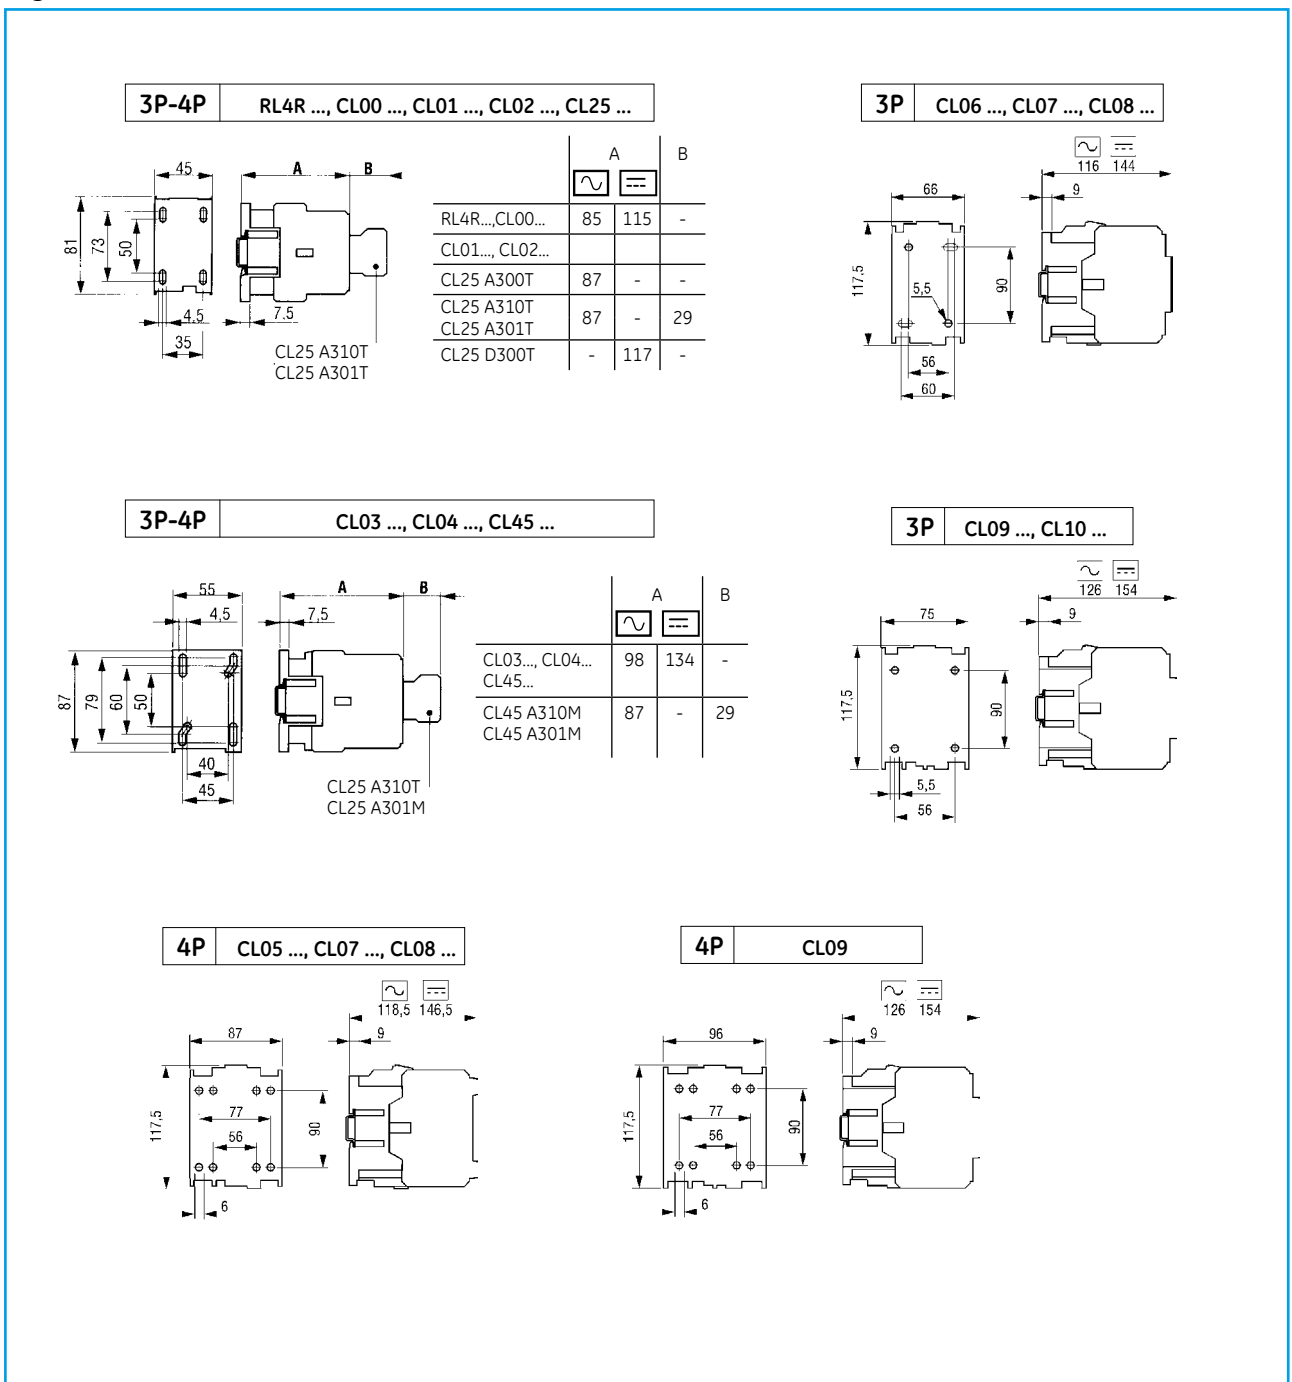 3P-4P RL4R ..., CL00 ..., CL01 ..., CL02 ..., CL25 ...
45
A B
81
73
50
4,5
35
7,5
CL25 A310T
CL25 A301T
A B
RL4R...,CL00... 85 115 -
CL01..., CL02...
CL25 A300T 87 - -
CL25 A310T
CL25 A301T 87 - 29
CL25 D300T - 117 -
3P CL06 ..., CL07 ..., CL08 ...
116 144
66
9
117,5
5,5
90
56
60
3P-4P CL03 ..., CL04 ..., CL45 ...
55
4,5
A B
7,5
87
79
60
50
40
45
CL25 A310T
CL25 A301M
A B
CL03..., CL04... 98 134 -
CL45...
CL45 A310M 87 - 29
CL45 A301M
3P CL09 ..., CL10 ...
126 154
75
9
117,5
90
5,5
56
4P CL05 ..., CL07 ..., CL08 ...
118,5 146,5
87
9
117,5
77
56
90
6
4P CL09
126 154
96
9
117,5
77
56
90
6